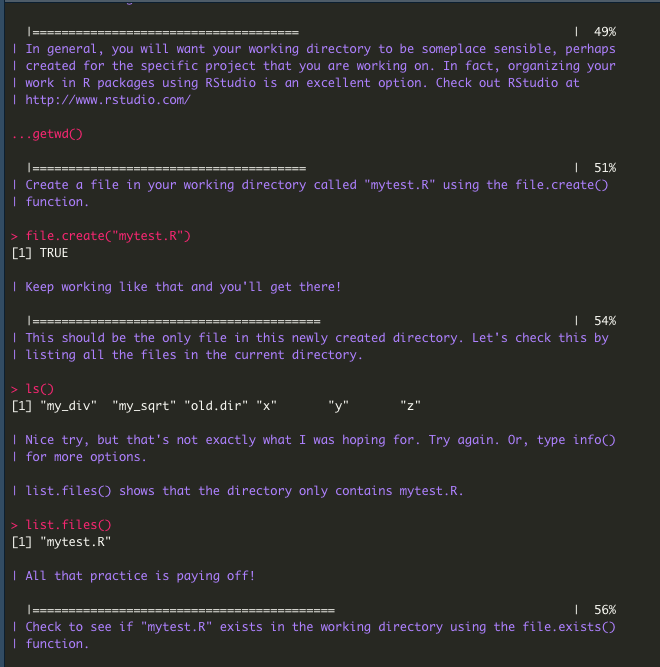 |===================================== | 49%
| In general, you will want your working directory to be someplace sensible, perhaps
| created for the specific project that you are working on. In fact, organizing your
| work in R packages using RStudio is an excellent option. Check out RStudio at
| http://www.rstudio.com/
...getwd()
|====================================== | 51%
| Create a file in your working directory called "mytest.R" using the file.create()
| function.
> file.create("mytest.R")
[1] TRUE
| Keep working like that and you'll get there!
|======================================== | 54%
| This should be the only file in this newly created directory. Let's check this by
| listing all the files in the current directory.
> ls()
[1] "my_div"  "my_sqrt" "old.dir" "x"       "y"       "z"
| Nice try, but that's not exactly what I was hoping for. Try again. Or, type info()
| for more options.
| list.files() shows that the directory only contains mytest.R.
> list.files()
[1] "mytest.R"
| All that practice is paying off!
|========================================== | 56%
| Check to see if "mytest.R" exists in the working directory using the file.exists()
| function.